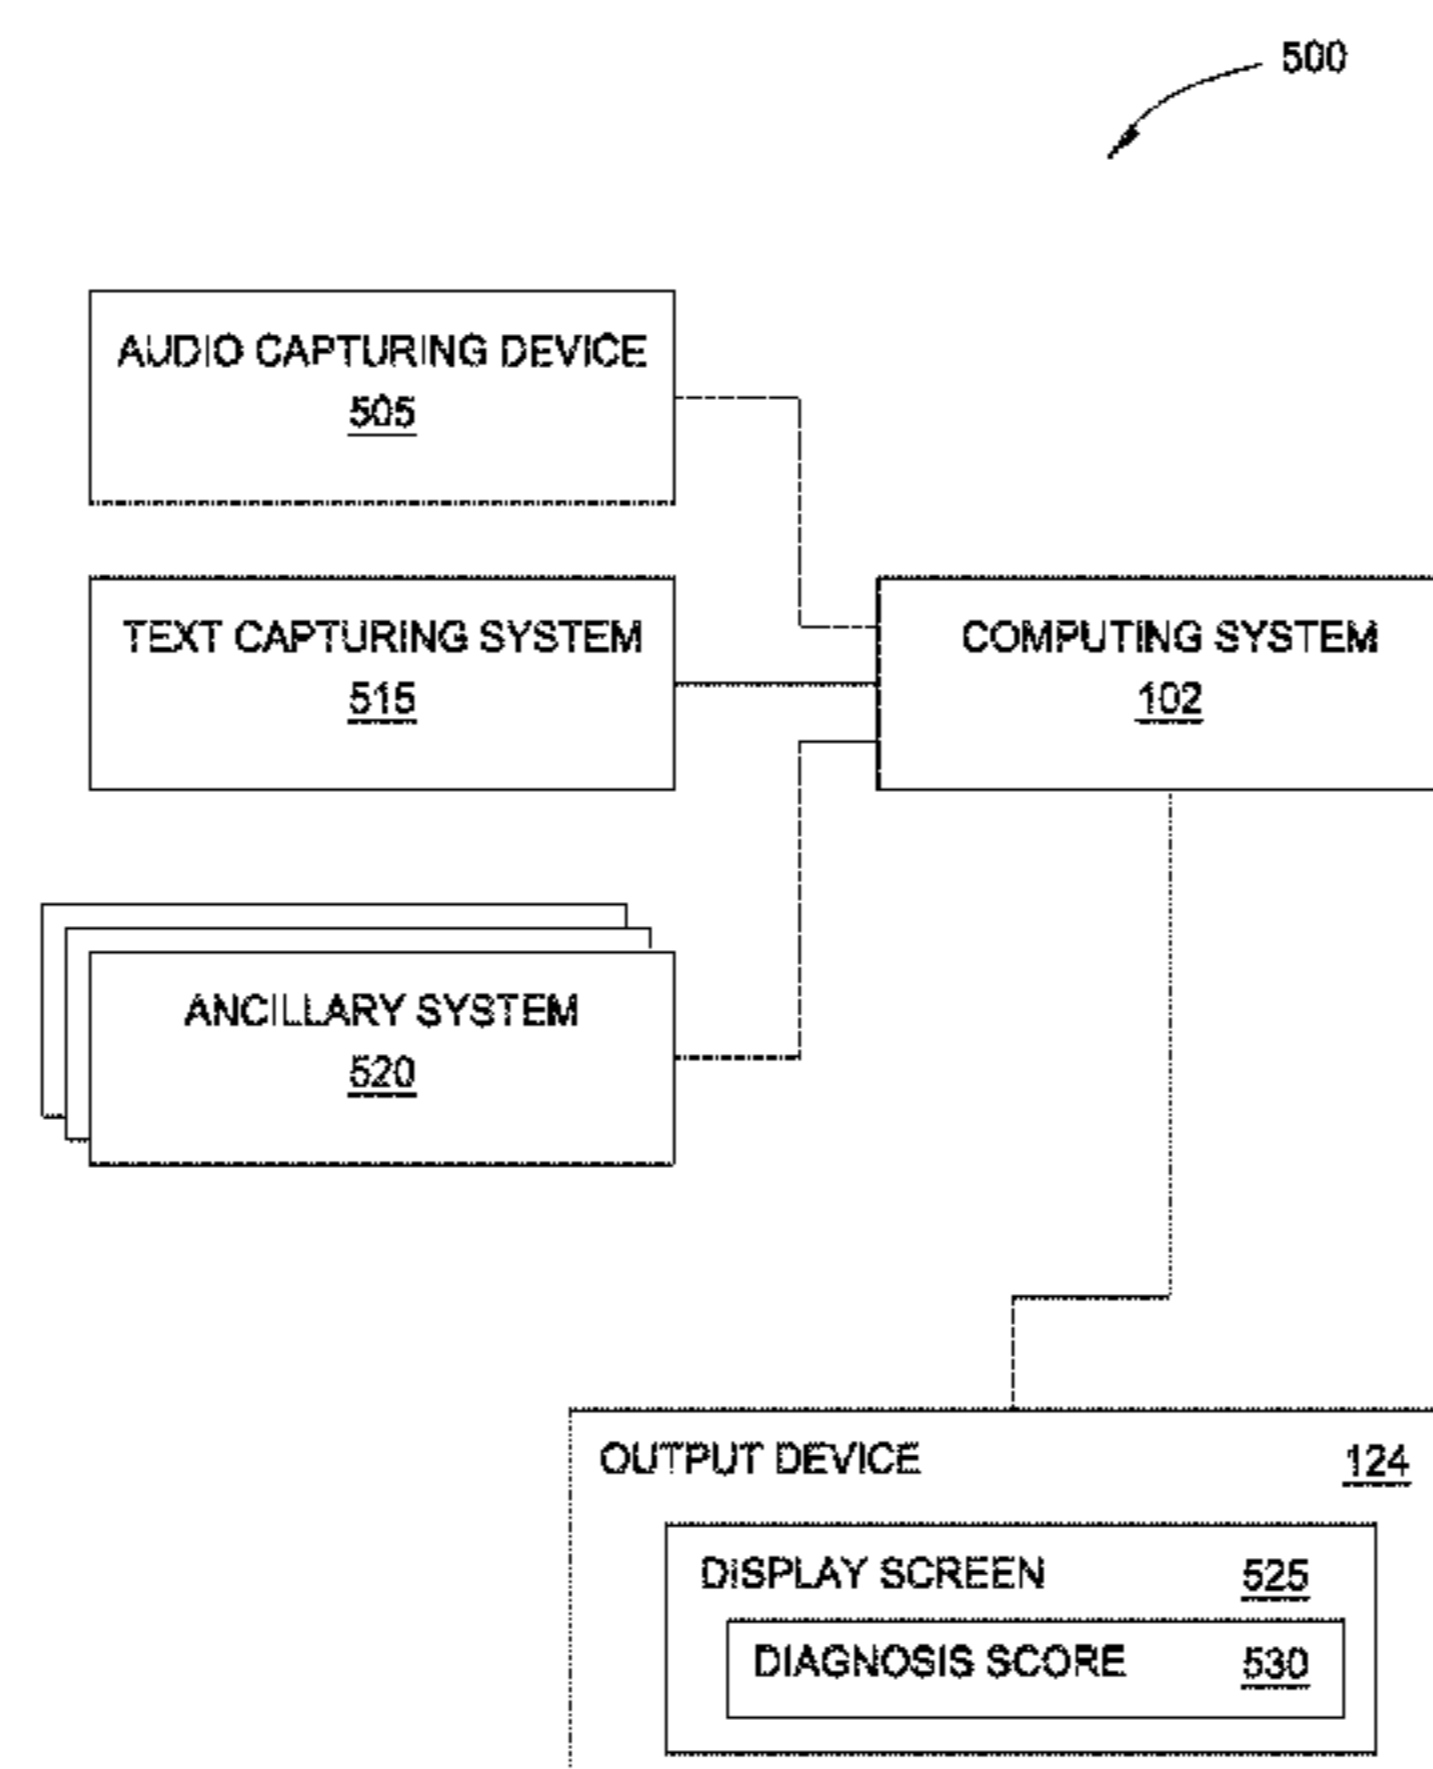 500
AUDIO CAPTURING DEVICE
505
TEXT CAPTURING SYSTEM
515
COMPUTING SYSTEM
102
ANCILLARY SYSTEM
520
OUTPUT DEVICE 124
DISPLAY SCREEN 525
DIAGNOSIS SCORE 530